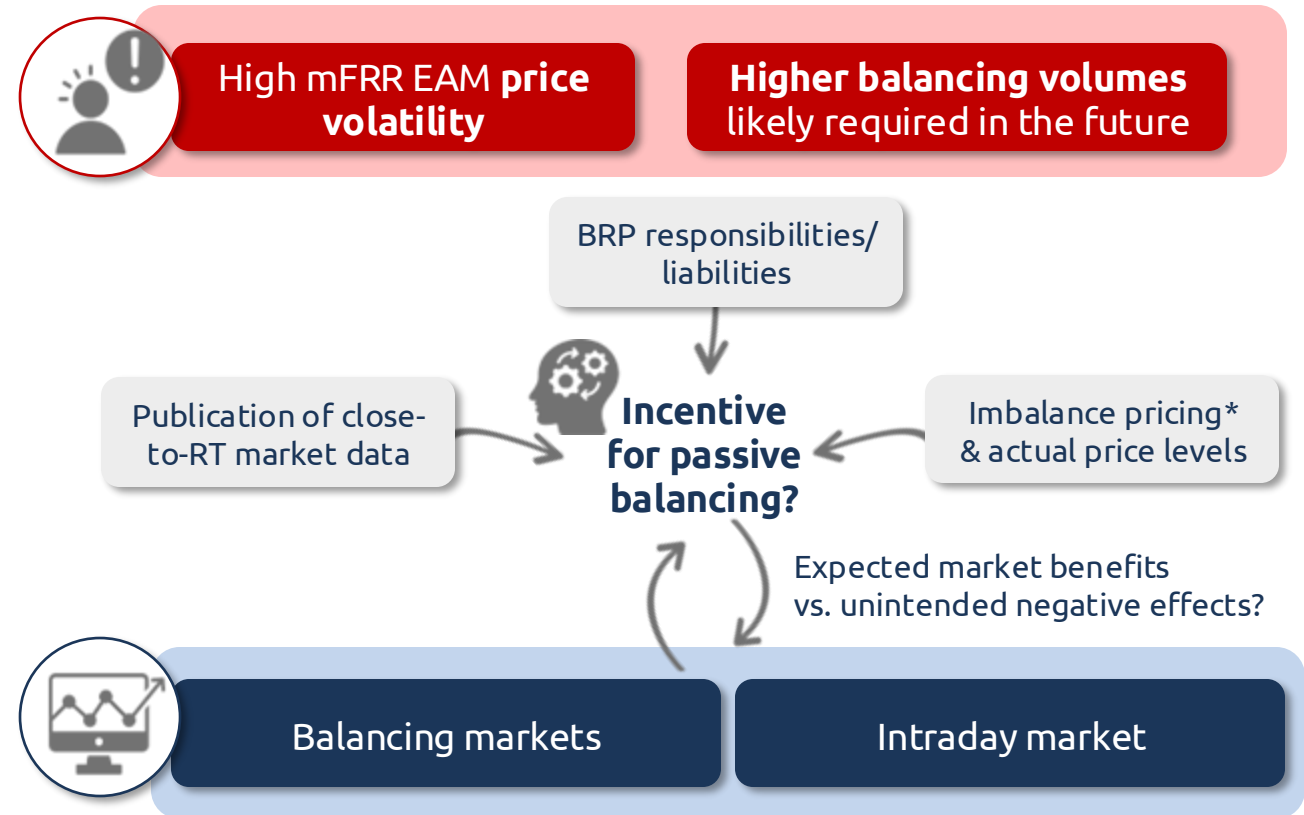 High mFRR EAM price
volatility
Higher balancing volumes
likely required in the future
BRP responsibilities/
liabilities
Publication of close-
to-RT market data
Incentive
for passive
balancing?
Imbalance pricing*
& actual price levels
Expected market benefits
vs. unintended negative effects?
Balancing markets
Intraday market